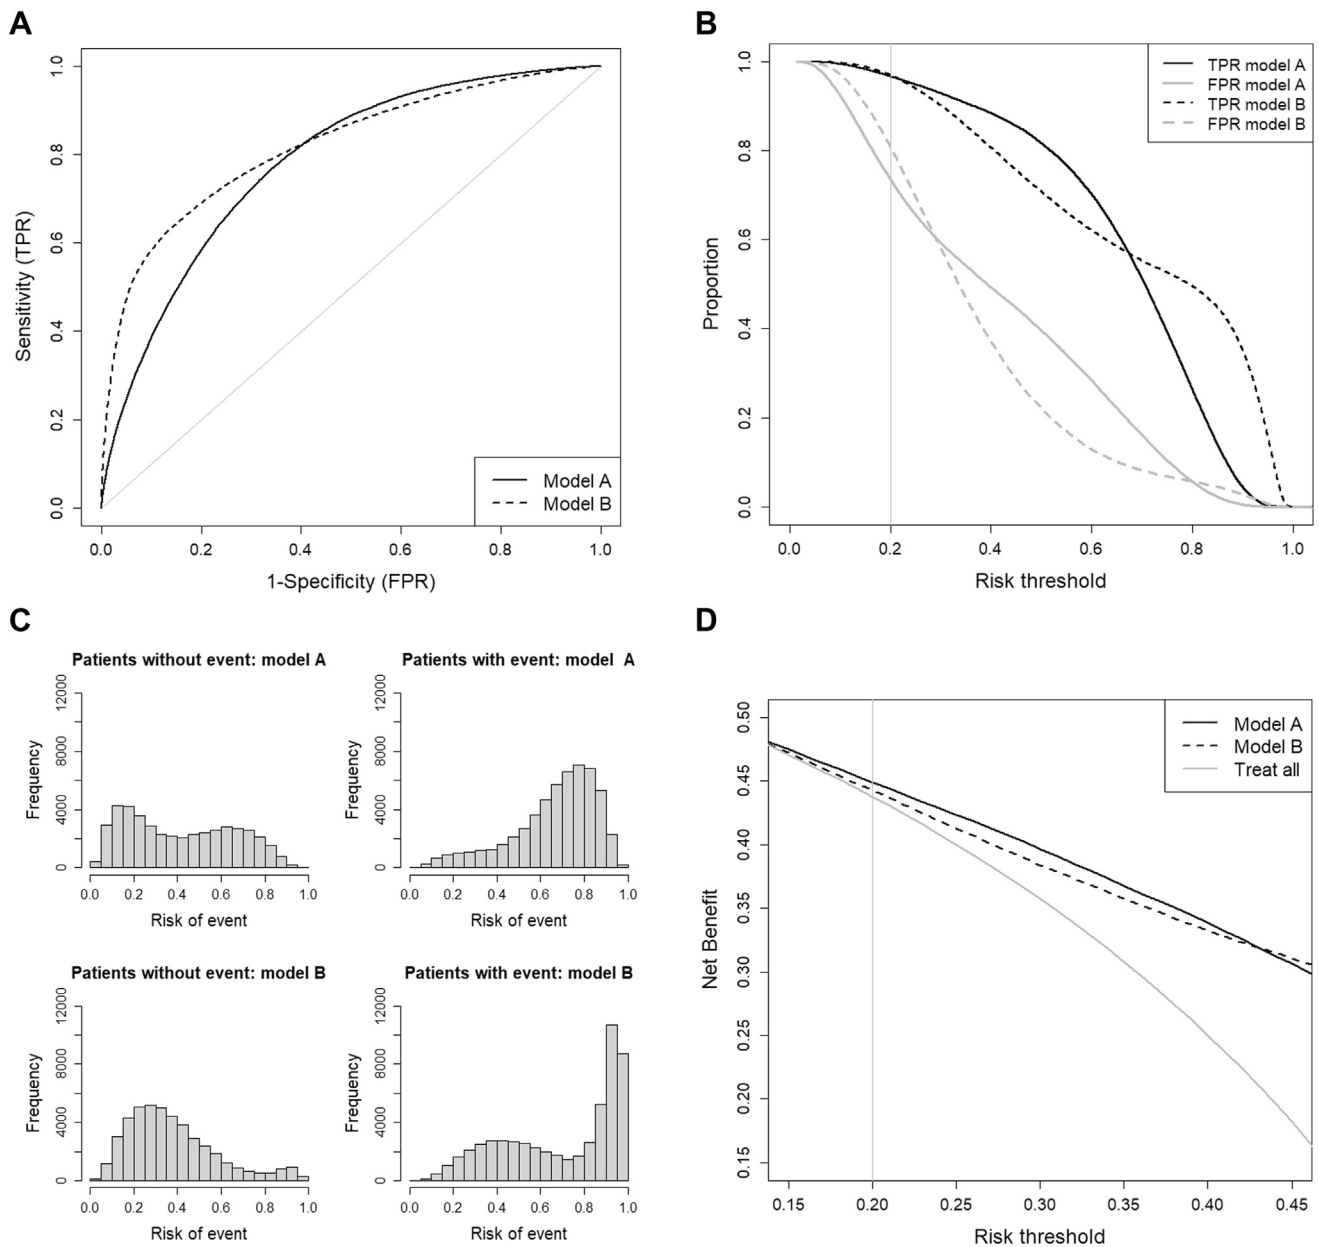 A
Sensitivity (TPR)
1.0
0.8
0.6
0.4
0.2
0.0
0.0 0.2 0.4 0.6 0.8 1.0
1-Specificity (FPR)
Model A
Model B
B
Proportion
1.0
0.8
0.6
0.4
0.2
0.0
0.0 0.2 0.4 0.6 0.8 1.0
Risk threshold
TPR model A
FPR model A
TPR model B
FPR model B
C
Patients without event: model A
Frequency
12000
8000
4000
0
0.0 0.2 0.4 0.6 0.8 1.0
Risk of event
Patients with event: model A
Frequency
12000
8000
4000
0
0.0 0.2 0.4 0.6 0.8 1.0
Risk of event
Patients without event: model B
Frequency
12000
8000
4000
0
0.0 0.2 0.4 0.6 0.8 1.0
Risk of event
Patients with event: model B
Frequency
12000
8000
4000
0
0.0 0.2 0.4 0.6 0.8 1.0
Risk of event
D
Net Benefit
0.50
0.45
0.40
0.35
0.30
0.25
0.20
0.15
0.15 0.20 0.25 0.30 0.35 0.40 0.45
Risk threshold
Model A
Model B
Treat all